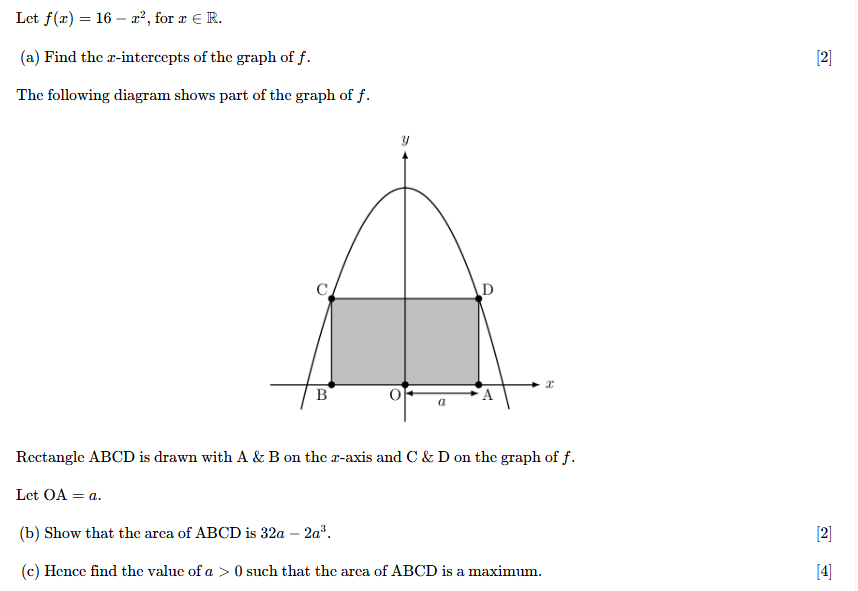 Let f(x) = 16 − x², for x ∈ ℝ.
(a) Find the x-intercepts of the graph of f. [2]
The following diagram shows part of the graph of f.
y
C D
x
B O a A
Rectangle ABCD is drawn with A & B on the x-axis and C & D on the graph of f.
Let OA = a.
(b) Show that the area of ABCD is 32a − 2a³. [2]
(c) Hence find the value of a > 0 such that the area of ABCD is a maximum. [4]